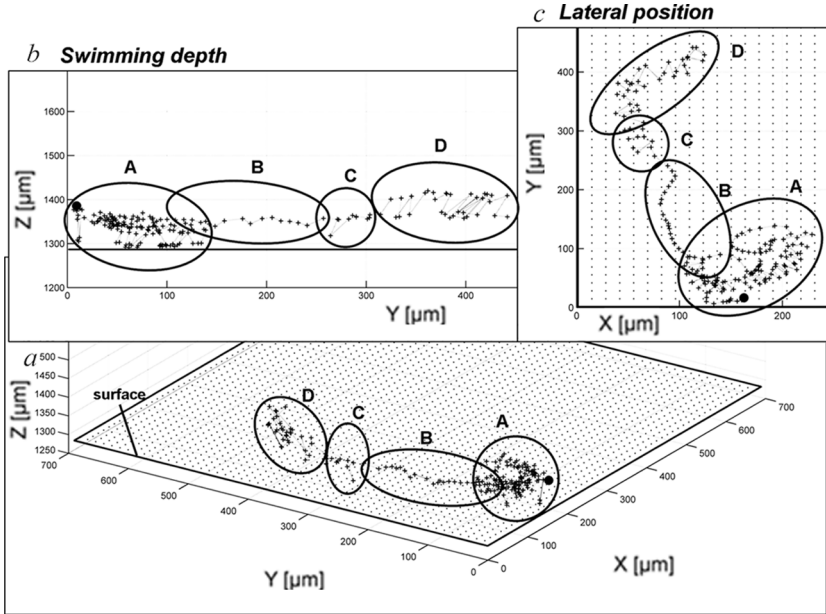 b Swimming depth
c Lateral position
1600
1500
1400
1300
1200
Z [µm]
A
B
C
D
0
100
200
300
400
Y [µm]
400
300
200
100
0
Y [µm]
D
C
B
A
0
100
200
X [µm]
a
500
1450
1400
1350
1300
1250
Z [µm]
surface
D
C
B
A
700
600
500
400
300
200
100
0
Y [µm]
0
100
200
300
400
500
600
700
X [µm]